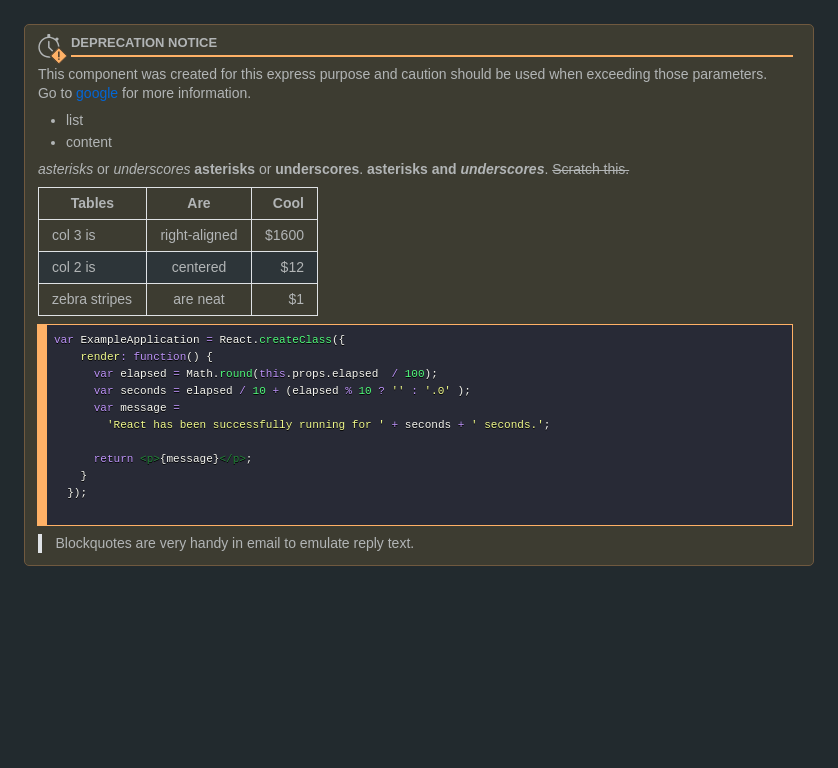 DEPRECATION NOTICE
This component was created for this express purpose and caution should be used when exceeding those parameters.
Go to google for more information.
• list
• content
asterisks or underscores asterisks or underscores. asterisks and underscores. Scratch this.
Tables Are Cool
col 3 is right-aligned $1600
col 2 is centered $12
zebra stripes are neat $1
var ExampleApplication = React.createClass({
    render: function() {
      var elapsed = Math.round(this.props.elapsed  / 100);
      var seconds = elapsed / 10 + (elapsed % 10 ? '' : '.0' );
      var message =
        'React has been successfully running for ' + seconds + ' seconds.';
      return <p>{message}</p>;
    }
  });
Blockquotes are very handy in email to emulate reply text.